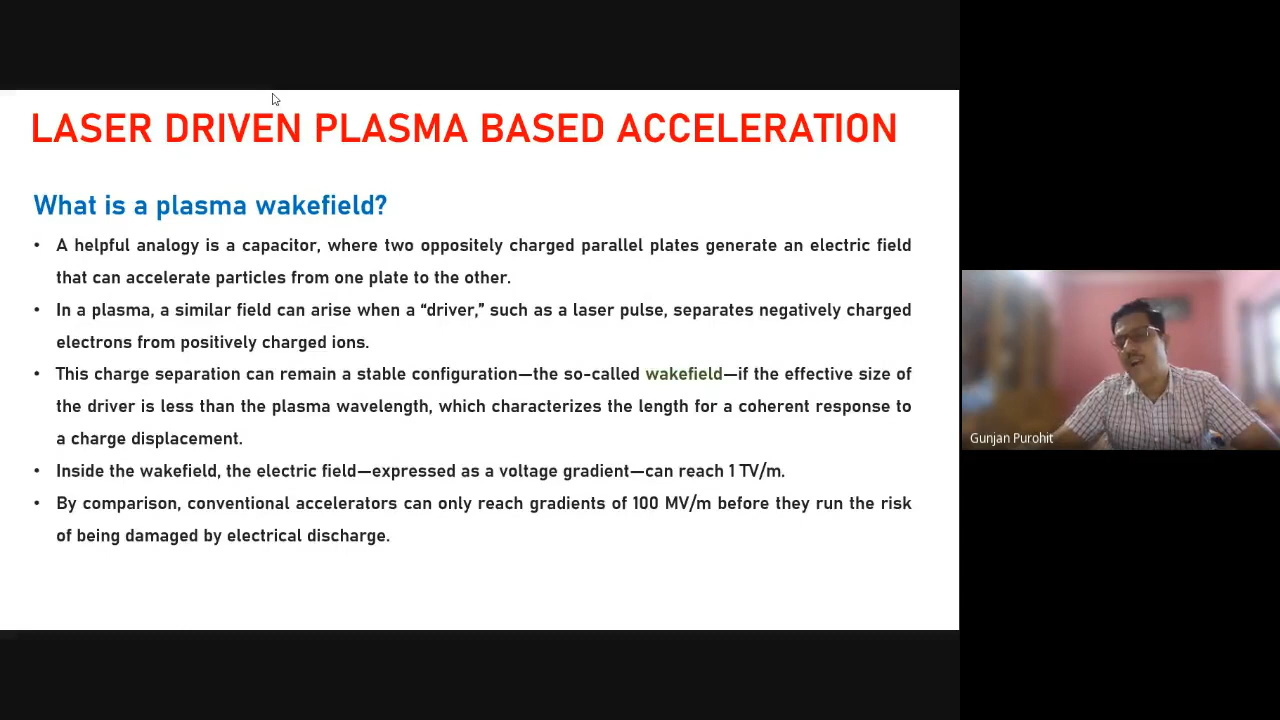 LASER DRIVEN PLASMA BASED ACCELERATION
What is a plasma wakefield?
• A helpful analogy is a capacitor, where two oppositely charged parallel plates generate an electric field
that can accelerate particles from one plate to the other.
• In a plasma, a similar field can arise when a “driver,” such as a laser pulse, separates negatively charged
electrons from positively charged ions.
• This charge separation can remain a stable configuration—the so-called wakefield—if the effective size of
the driver is less than the plasma wavelength, which characterizes the length for a coherent response to
a charge displacement.
• Inside the wakefield, the electric field—expressed as a voltage gradient—can reach 1 TV/m.
• By comparison, conventional accelerators can only reach gradients of 100 MV/m before they run the risk
of being damaged by electrical discharge.
Gunjan Purohit